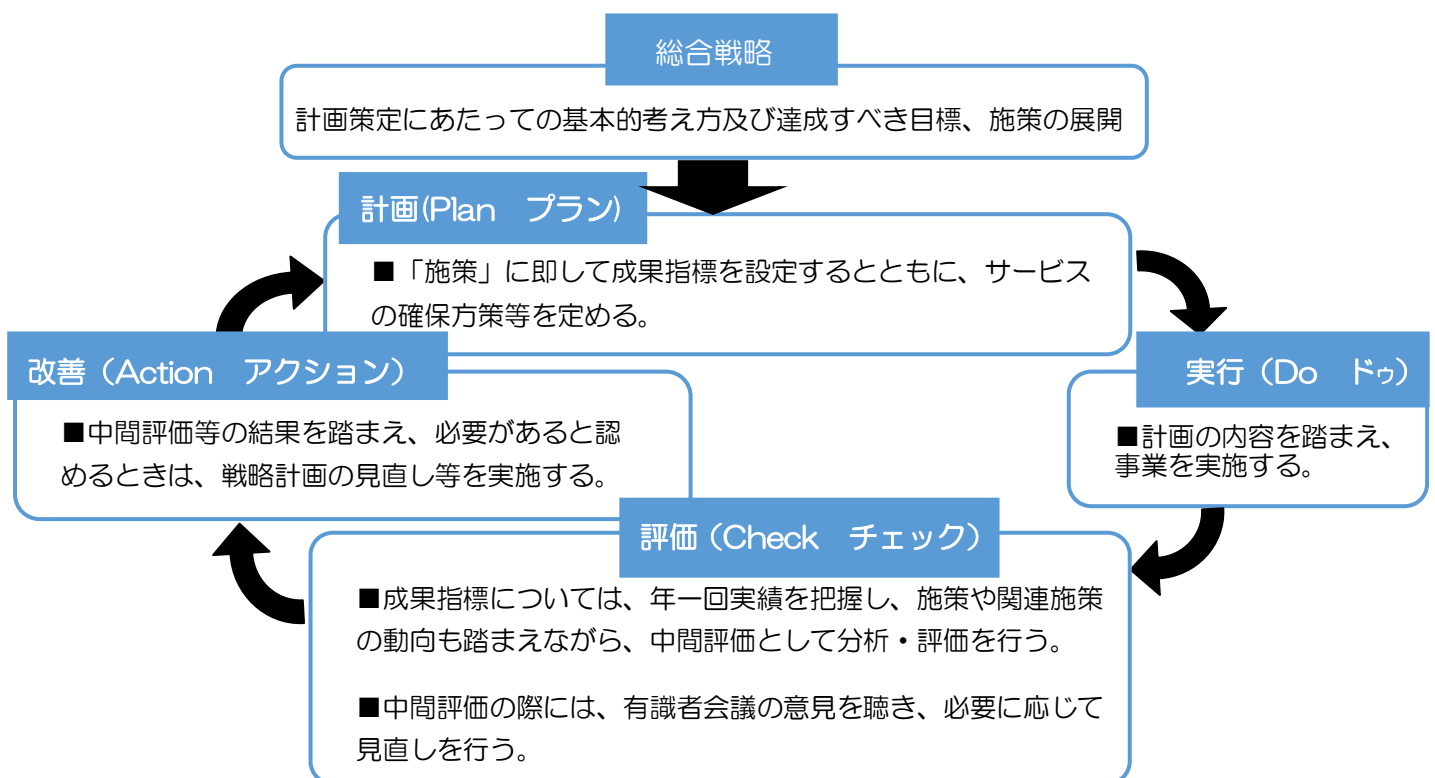 総合戦略
計画策定にあたっての基本的考え方及び達成すべき目標、施策の展開
計画(Plan　プラン)
■「施策」に即して成果指標を設定するとともに、サービス
の確保方策等を定める。
改善（Action　アクション）
■中間評価等の結果を踏まえ、必要があると認
めるときは、戦略計画の見直し等を実施する。
実行（Do　ドゥ）
■計画の内容を踏まえ、
事業を実施する。
評価（Check　チェック）
■成果指標については、年一回実績を把握し、施策や関連施策
の動向も踏まえながら、中間評価として分析・評価を行う。
■中間評価の際には、有識者会議の意見を聴き、必要に応じて
見直しを行う。